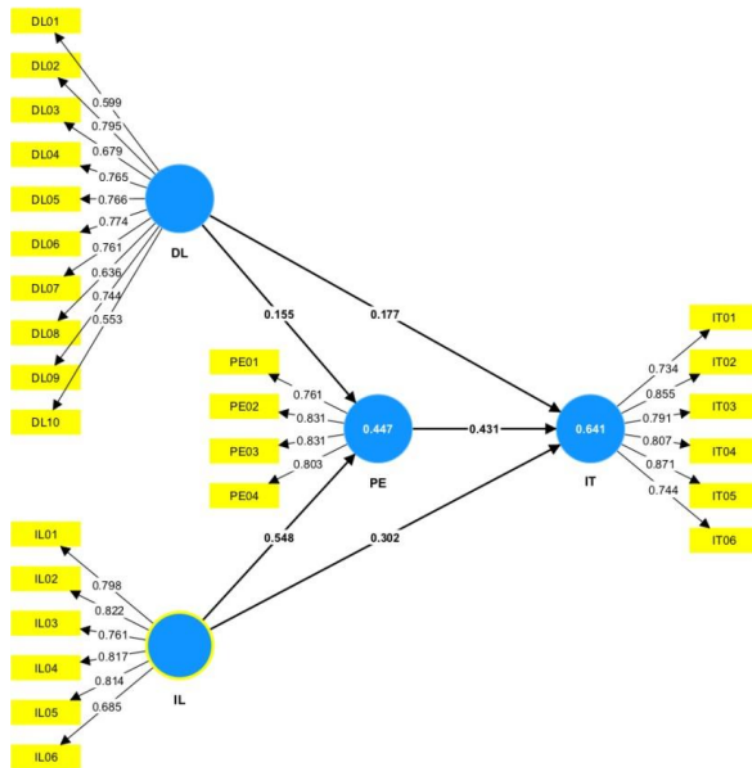 DL01
DL02
DL03
DL04
DL05
DL06
DL07
DL08
DL09
DL10
0.599
0.795
0.679
0.765
0.766
0.774
0.761
0.636
0.744
0.553
DL
0.155
0.177
PE01
PE02
PE03
PE04
0.761
0.831
0.831
0.803
0.447
PE
0.431
0.641
IT
0.734
0.855
0.791
0.807
0.871
0.744
IT01
IT02
IT03
IT04
IT05
IT06
0.548
0.302
IL01
IL02
IL03
IL04
IL05
IL06
0.798
0.822
0.761
0.817
0.814
0.685
IL